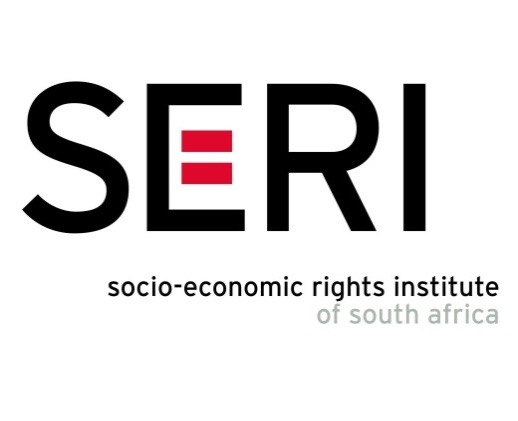 SERI
socio-economic rights institute
of south africa